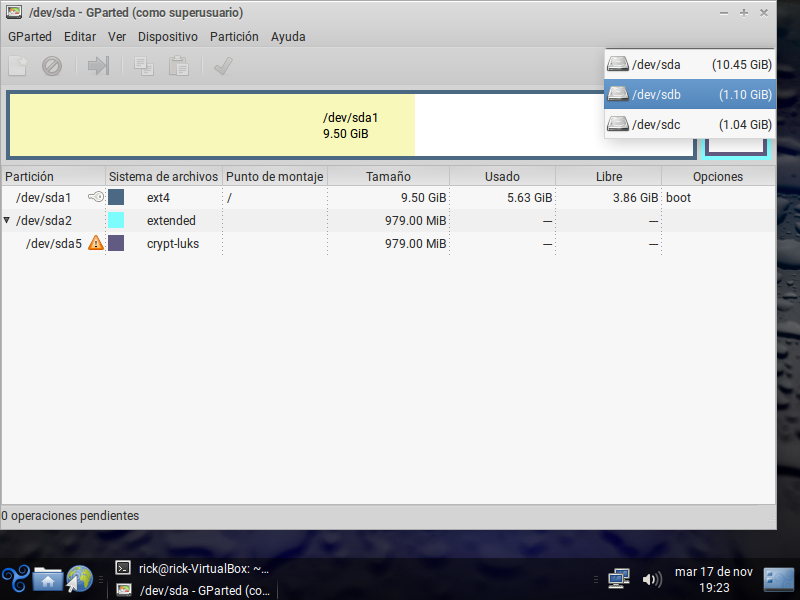 /dev/sda - GParted (como superusuario)
GParted Editar Ver Dispositivo Partición Ayuda
/dev/sda (10.45 GiB)
/dev/sdb (1.10 GiB)
/dev/sdc (1.04 GiB)
/dev/sda1
9.50 GiB
Partición Sistema de archivos Punto de montaje Tamaño Usado Libre Opciones
/dev/sda1 ext4 / 9.50 GiB 5.63 GiB 3.86 GiB boot
/dev/sda2 extended 979.00 MiB — —
/dev/sda5 crypt-luks 979.00 MiB — —
0 operaciones pendientes
rick@rick-VirtualBox: ~...
/dev/sda - GParted (co...
mar 17 de nov
19:23